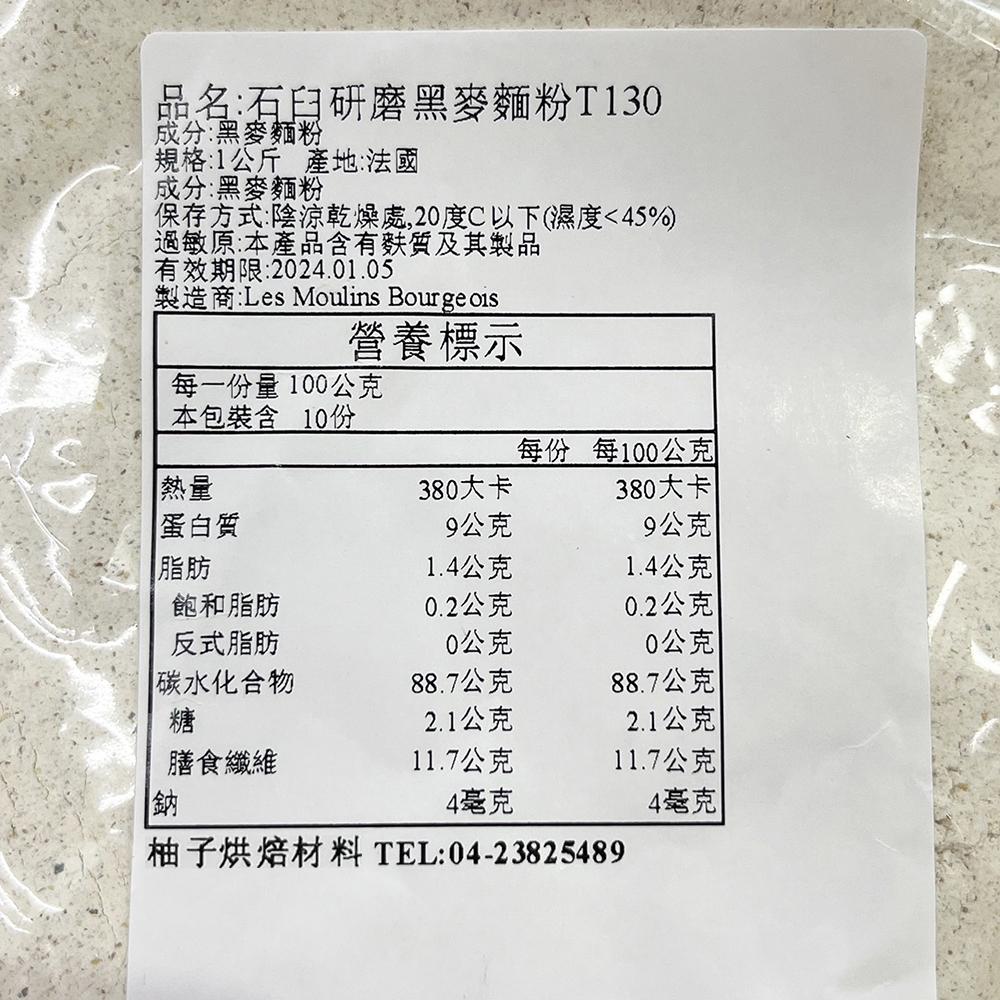 品名:石臼研磨黑麥麵粉T130
成分:黑麥麵粉
規格:1公斤 產地:法國
成分:黑麥麵粉
保存方式:陰涼乾燥處,20度C以下(濕度<45%)
過敏原:本產品含有麩質及其製品
有效期限:2024.01.05
製造商:Les Moulins Bourgeois
營養標示
每一份量 100公克
本包裝含 10份
每份 每100公克
熱量 380大卡 380大卡
蛋白質 9公克 9公克
脂肪 1.4公克 1.4公克
飽和脂肪 0.2公克 0.2公克
反式脂肪 0公克 0公克
碳水化合物 88.7公克 88.7公克
糖 2.1公克 2.1公克
膳食纖維 11.7公克 11.7公克
鈉 4毫克 4毫克
柚子烘焙材料 TEL:04-23825489